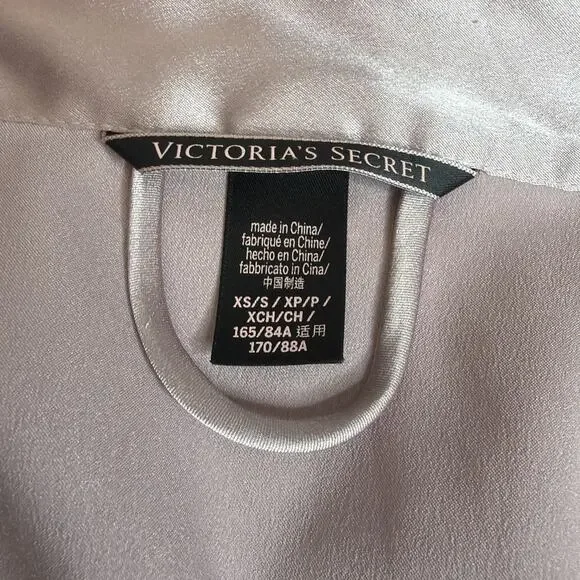 VICTORIA'S SECRET
made in China/
fabriqué en Chine/
hecho en China/
fabbricato in Cina/
中国制造
XS/S / XP/P /
XCH/CH /
165/84A 适用
170/88A